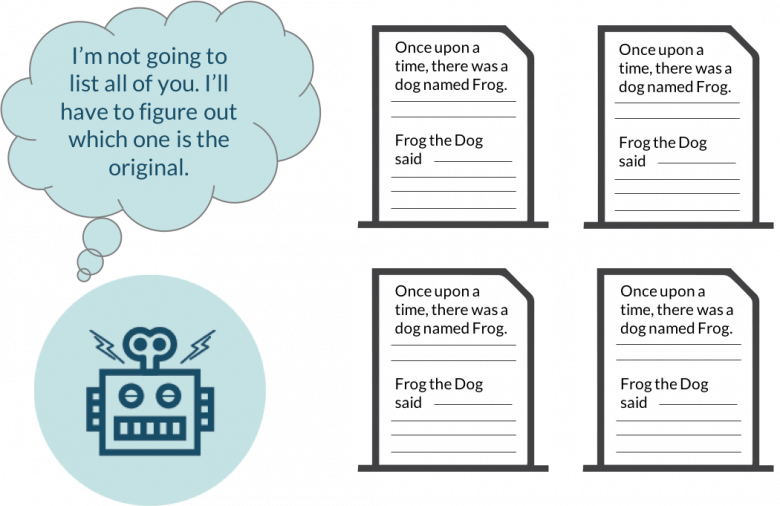 I'm not going to
list all of you. I'll
have to figure out
which one is the
original.
Once upon a
time, there was a
dog named Frog.
Frog the Dog
said
Once upon a
time, there was a
dog named Frog.
Frog the Dog
said
Once upon a
time, there was a
dog named Frog.
Frog the Dog
said
Once upon a
time, there was a
dog named Frog.
Frog the Dog
said